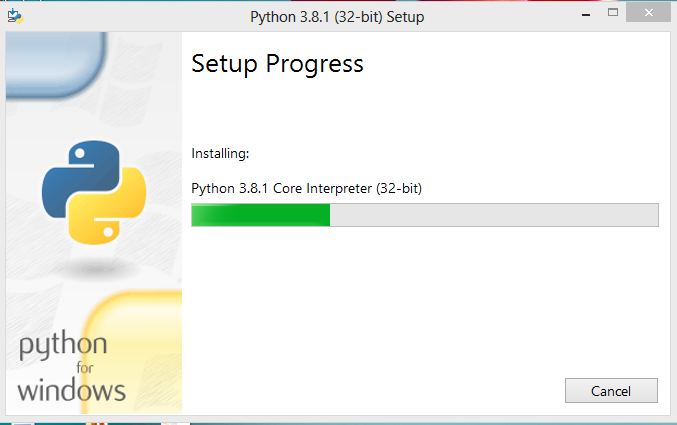 Python 3.8.1 (32-bit) Setup
Setup Progress
Installing:
Python 3.8.1 Core Interpreter (32-bit)
python
for
windows
Cancel